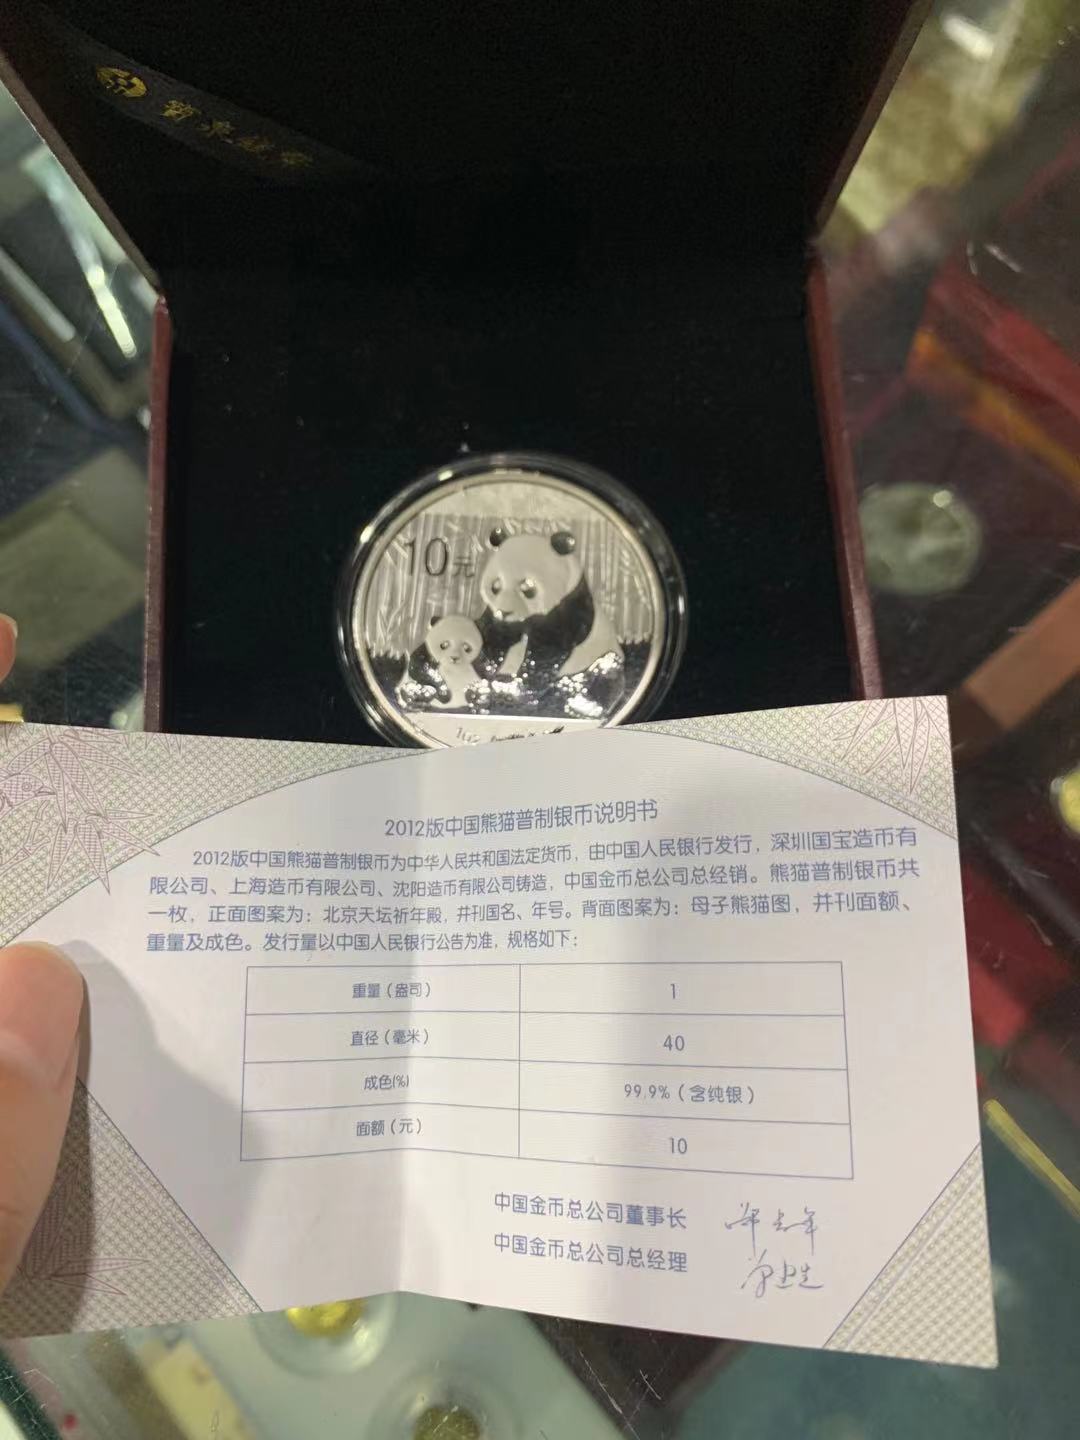 10元
1oz
2012版中国熊猫普制银币说明书
2012版中国熊猫普制银币为中华人民共和国法定货币，由中国人民银行发行，深圳国宝造币有
限公司、上海造币有限公司、沈阳造币有限公司铸造，中国金币总公司总经销。熊猫普制银币共
一枚，正面图案为：北京天坛祈年殿，并刊国名、年号。背面图案为：母子熊猫图，并刊面额、
重量及成色。发行量以中国人民银行公告为准，规格如下：
重量（盎司） 1
直径（毫米） 40
成色(%) 99.9%（含纯银）
面额（元） 10
中国金币总公司董事长
中国金币总公司总经理